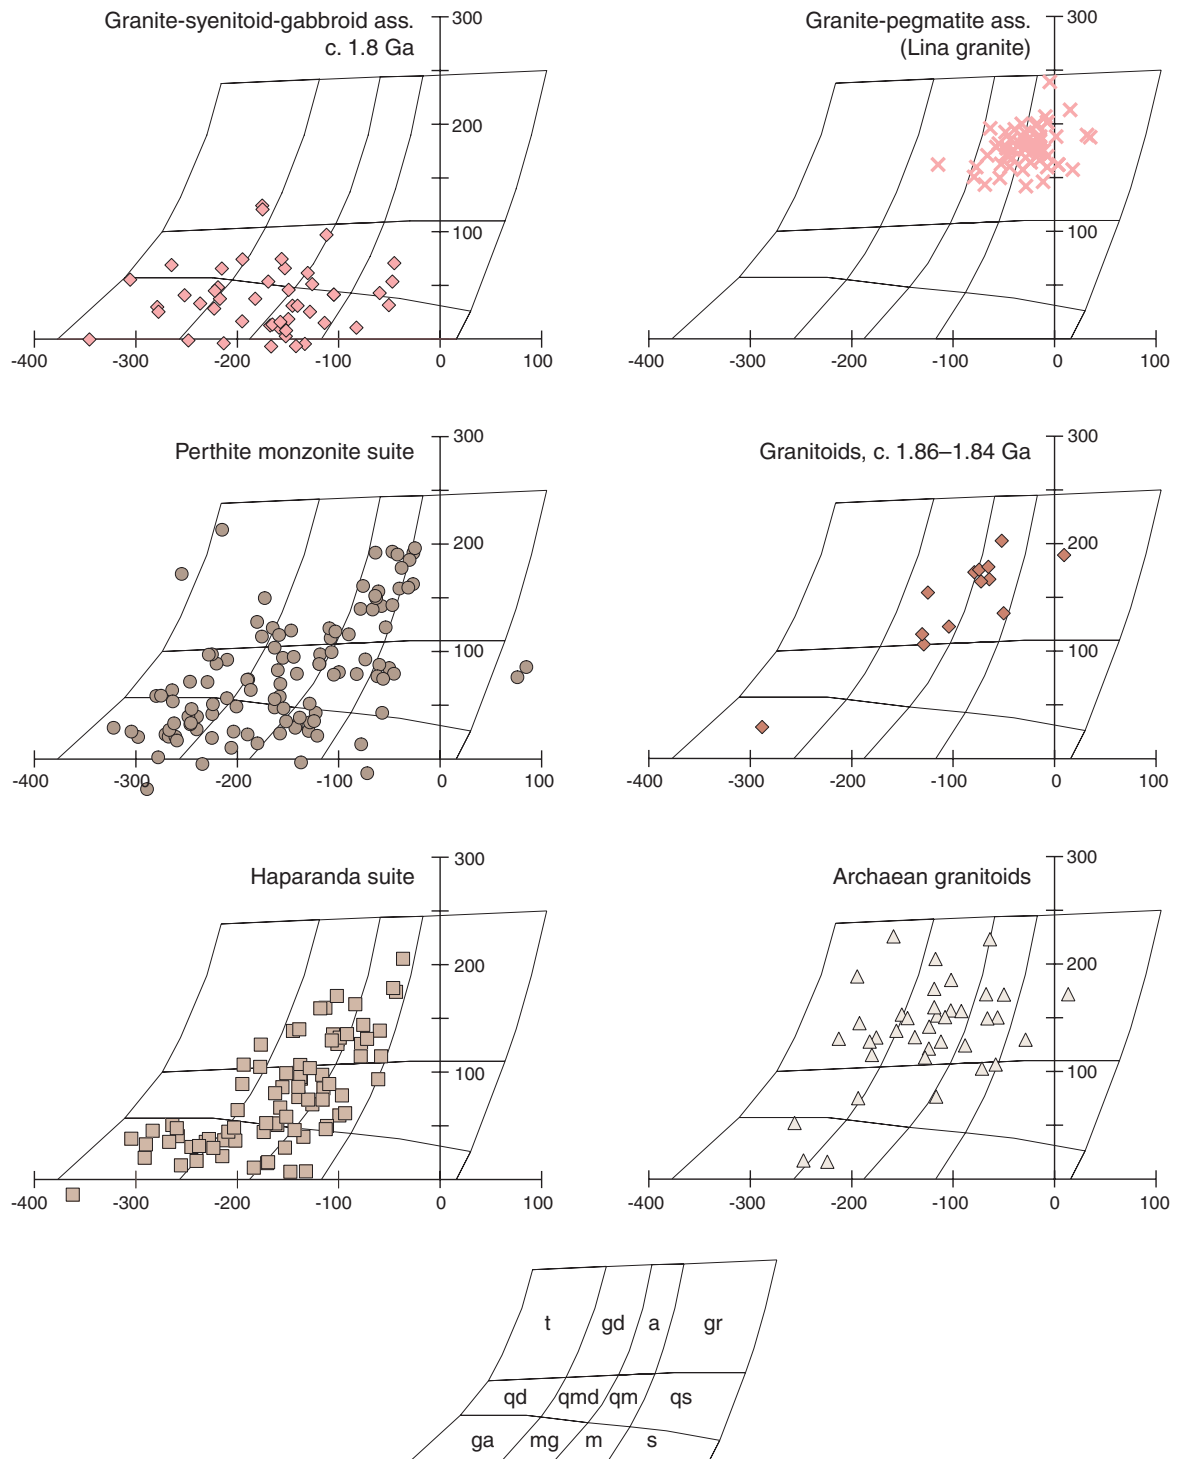 Granite-syenitoid-gabbroid ass.
c. 1.8 Ga
300
200
100
-400 -300 -200 -100 0 100
Granite-pegmatite ass.
(Lina granite)
300
200
100
-400 -300 -200 -100 0 100
Perthite monzonite suite
300
200
100
-400 -300 -200 -100 0 100
Granitoids, c. 1.86–1.84 Ga
300
200
100
-400 -300 -200 -100 0 100
Haparanda suite
300
200
100
-400 -300 -200 -100 0 100
Archaean granitoids
300
200
100
-400 -300 -200 -100 0 100
t gd a gr
qd qmd qm qs
ga mg m s